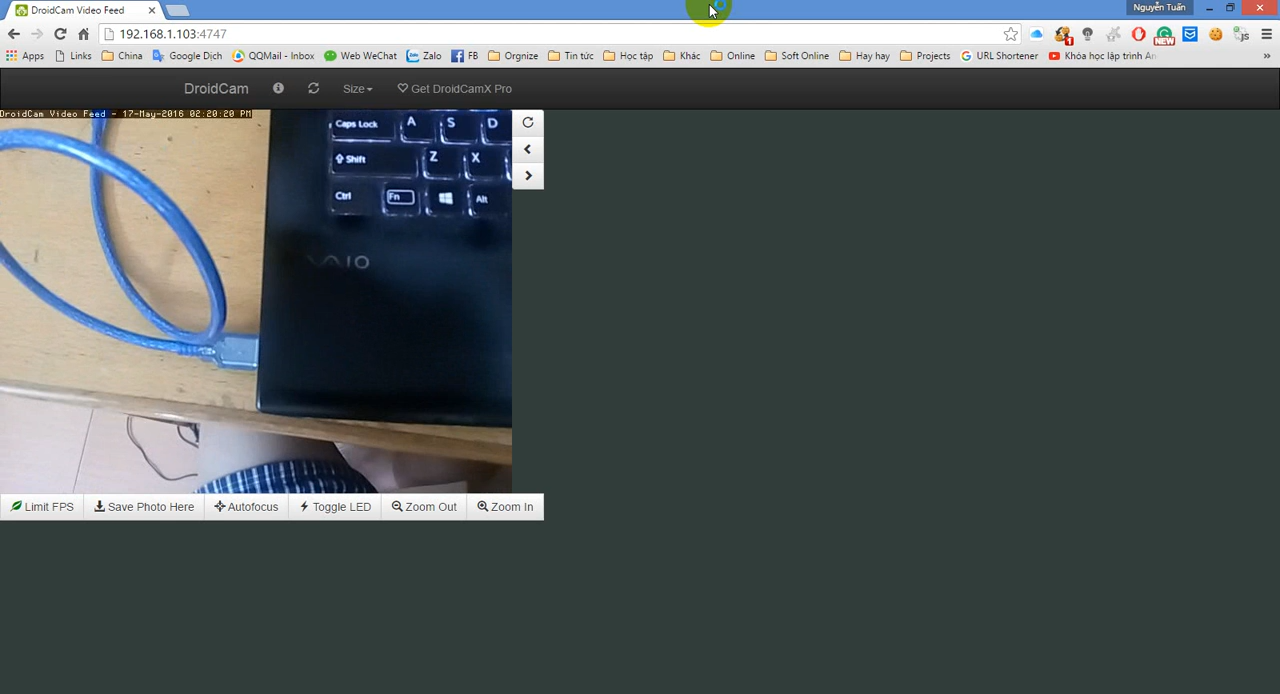 DroidCam Video Feed
Nguyễn Tuấn
192.168.1.103:4747
Apps Links China Google Dịch QQMail - Inbox Web WeChat Zalo FB Orgnize Tin tức Học tập Khác Online Soft Online Hay hay Projects URL Shortener Khóa học lập trình An
1
NEW
js
DroidCam Size Get DroidCamX Pro
DroidCam Video Feed - 17-May-2016 02:20:20 PM
Caps Lock A S D
Shift Z X
Ctrl Fn Alt
VAIO
Limit FPS Save Photo Here Autofocus Toggle LED Zoom Out Zoom In